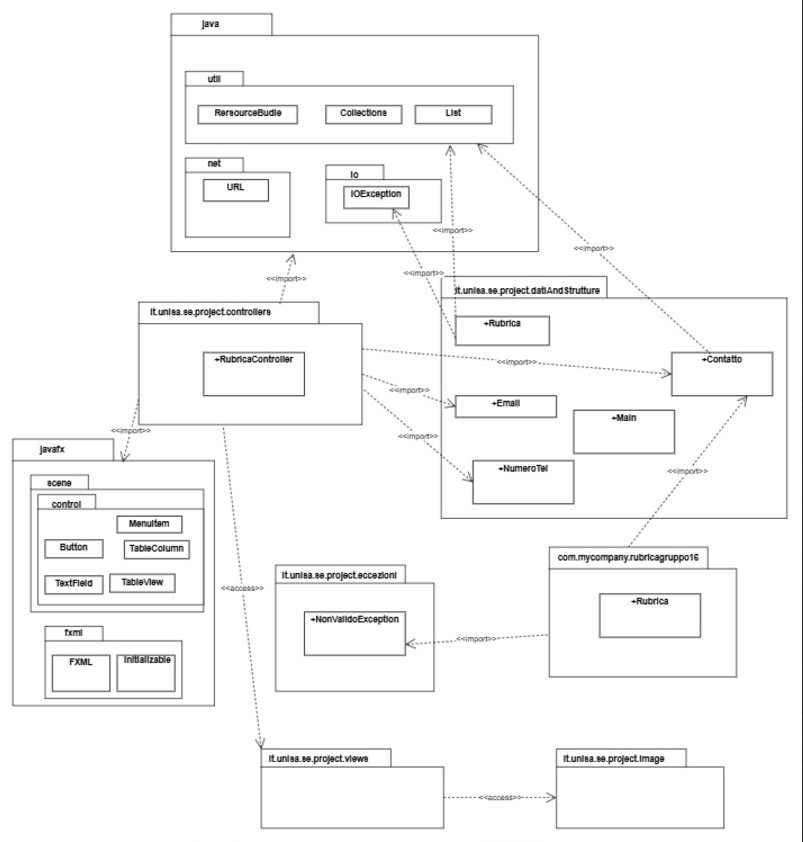 java
util
RersourceBudle
Collections
List
net
URL
io
IOException
<<import>>
<<import>>
<<import>>
<<import>>
it.unisa.se.project.datiAndStrutture
it.unisa.se.project.controllers
+Rubrica
+RubricaController
<<import>>
+Contatto
<<import>>
+Email
+Main
<<import>>
<<import>>
javafx
+NumeroTel
<<import>>
scene
control
MenuItem
Button
TableColumn
TextField
TableView
<<access>>
it.unisa.se.project.eccezioni
com.mycompany.rubricagruppo16
+NonValidoException
+Rubrica
<<import>>
fxml
FXML
Initializable
it.unisa.se.project.views
it.unisa.se.project.image
<<access>>